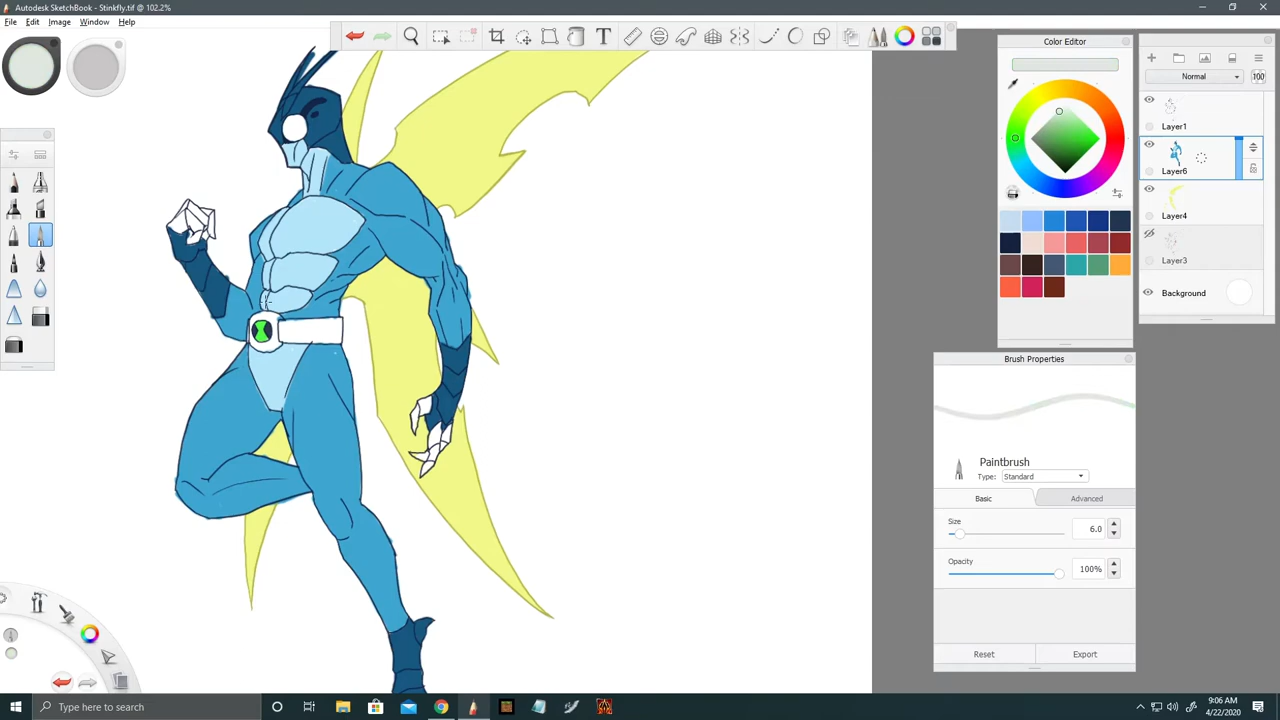 Autodesk SketchBook - Stinkfly.tif @ 102.2%
File Edit Image Window Help
Color Editor
Normal
100
Layer1
Layer6
Layer4
Layer3
Background
Brush Properties
Paintbrush
Type: Standard
Basic
Advanced
Size
6.0
Opacity
100%
Reset
Export
Type here to search
9:06 AM
4/22/2020